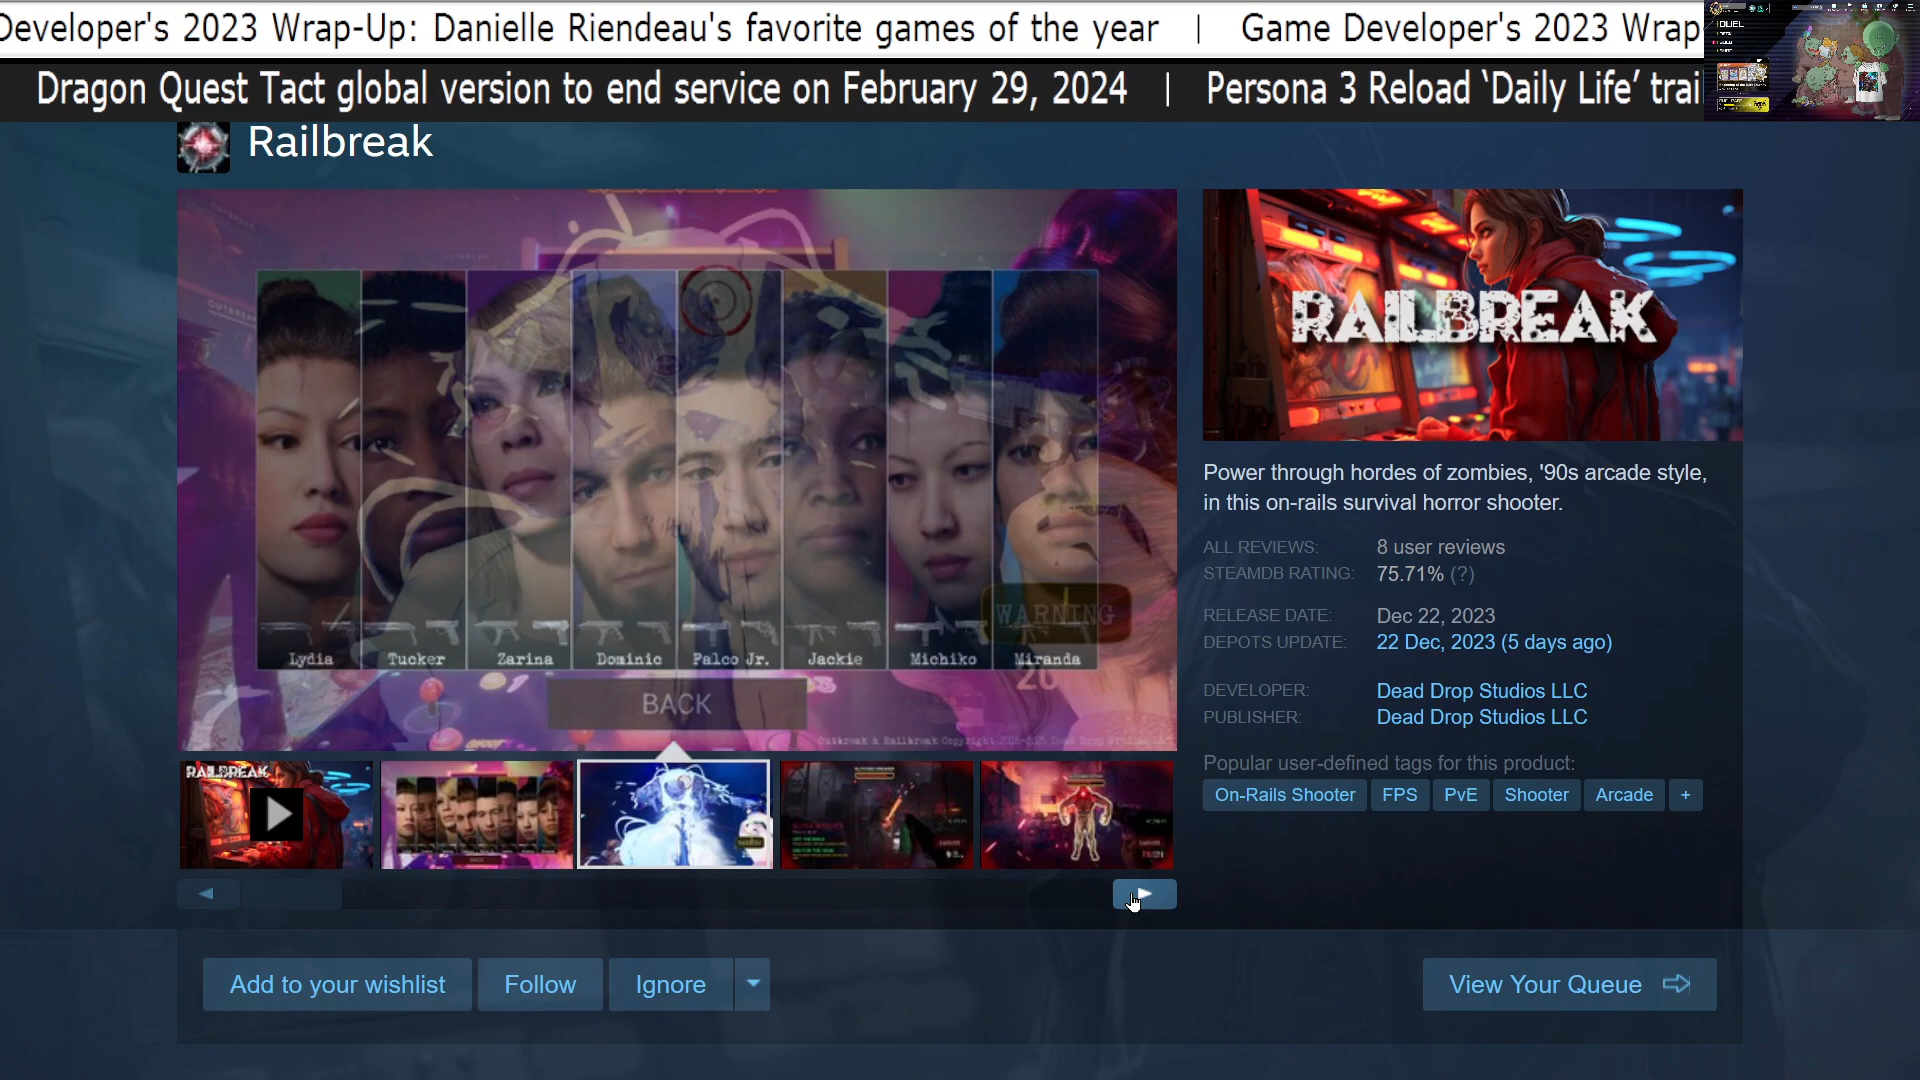 Developer's 2023 Wrap-Up: Danielle Riendeau's favorite games of the year | Game Developer's 2023 Wrap
Dragon Quest Tact global version to end service on February 29, 2024 | Persona 3 Reload ‘Daily Life’ trai
Railbreak
RAILBREAK
Power through hordes of zombies, '90s arcade style,
in this on-rails survival horror shooter.
ALL REVIEWS: 8 user reviews
STEAMDB RATING: 75.71% (?)
RELEASE DATE: Dec 22, 2023
DEPOTS UPDATE: 22 Dec, 2023 (5 days ago)
DEVELOPER: Dead Drop Studios LLC
PUBLISHER: Dead Drop Studios LLC
Popular user-defined tags for this product:
On-Rails Shooter FPS PvE Shooter Arcade +
WARNING
Lydia Tucker Zarina Dominic Falco Jr. Jackie Michiko Miranda
BACK
RAILBREAK
Add to your wishlist Follow Ignore View Your Queue